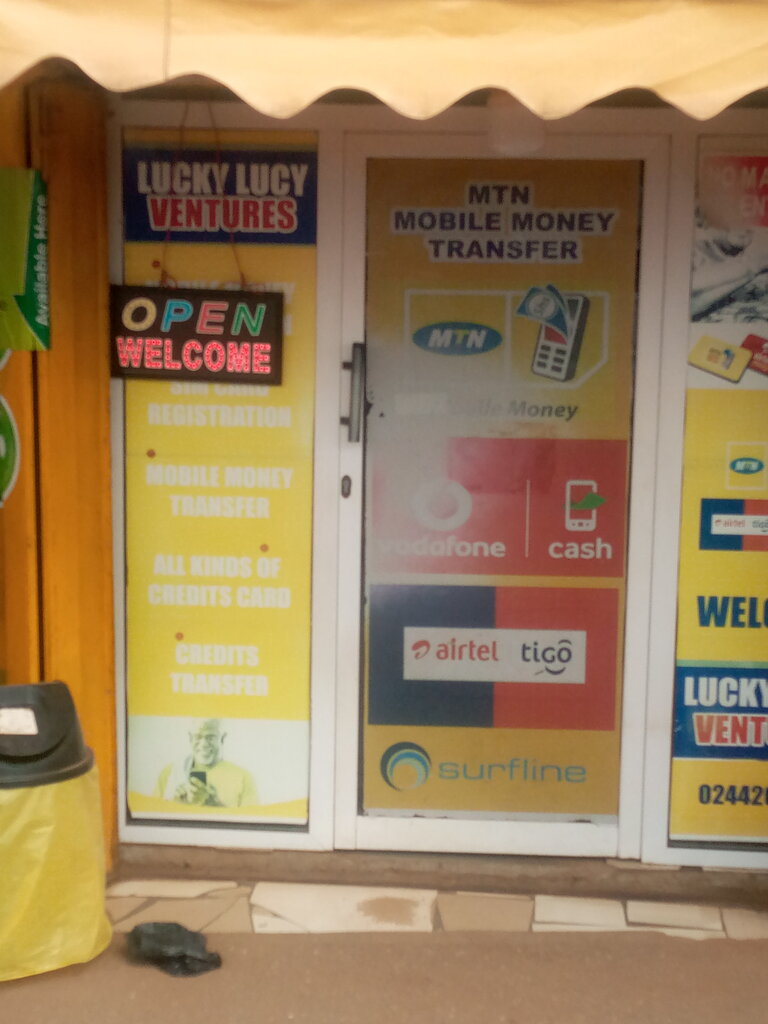 Available Here
LUCKY LUCY
VENTURES
OPEN
WELCOME
SIM CARD
REGISTRATION
MOBILE MONEY
TRANSFER
ALL KINDS OF
CREDITS CARD
CREDITS
TRANSFER
MTN
MOBILE MONEY
TRANSFER
MTN
Money
vodafone
cash
airtel tigo
surfline
MTN
airtel tigo
WELC
LUCKY
VENT
02442